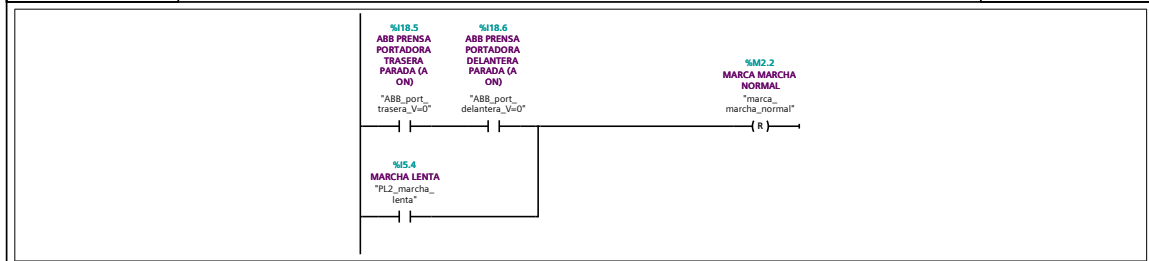 %I18.5
ABB PRENSA
PORTADORA
TRASERA
PARADA (A
ON)
"ABB_port_
trasera_V=0"
%I18.6
ABB PRENSA
PORTADORA
DELANTERA
PARADA (A
ON)
"ABB_port_
delantera_V=0"
%M2.2
MARCA MARCHA
NORMAL
"marca_
marcha_normal"
R
%I5.4
MARCHA LENTA
"PL2_marcha_
lenta"